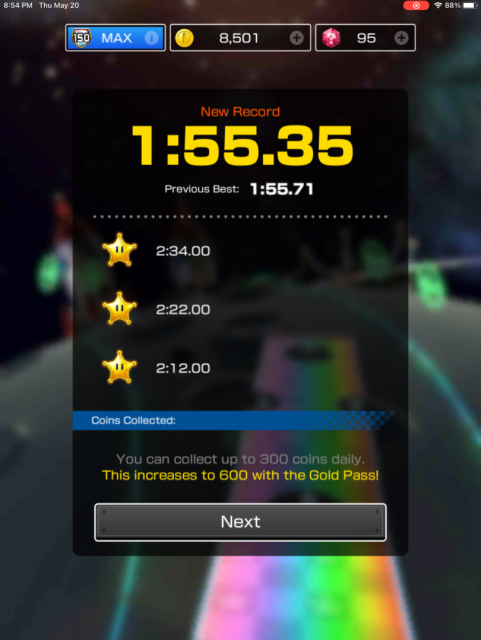 8:54 PM Thu May 20
88%
150 MAX
8,501
95
New Record
1:55.35
Previous Best: 1:55.71
2:34.00
2:22.00
2:12.00
Coins Collected:
You can collect up to 300 coins daily.
This increases to 600 with the Gold Pass!
Next